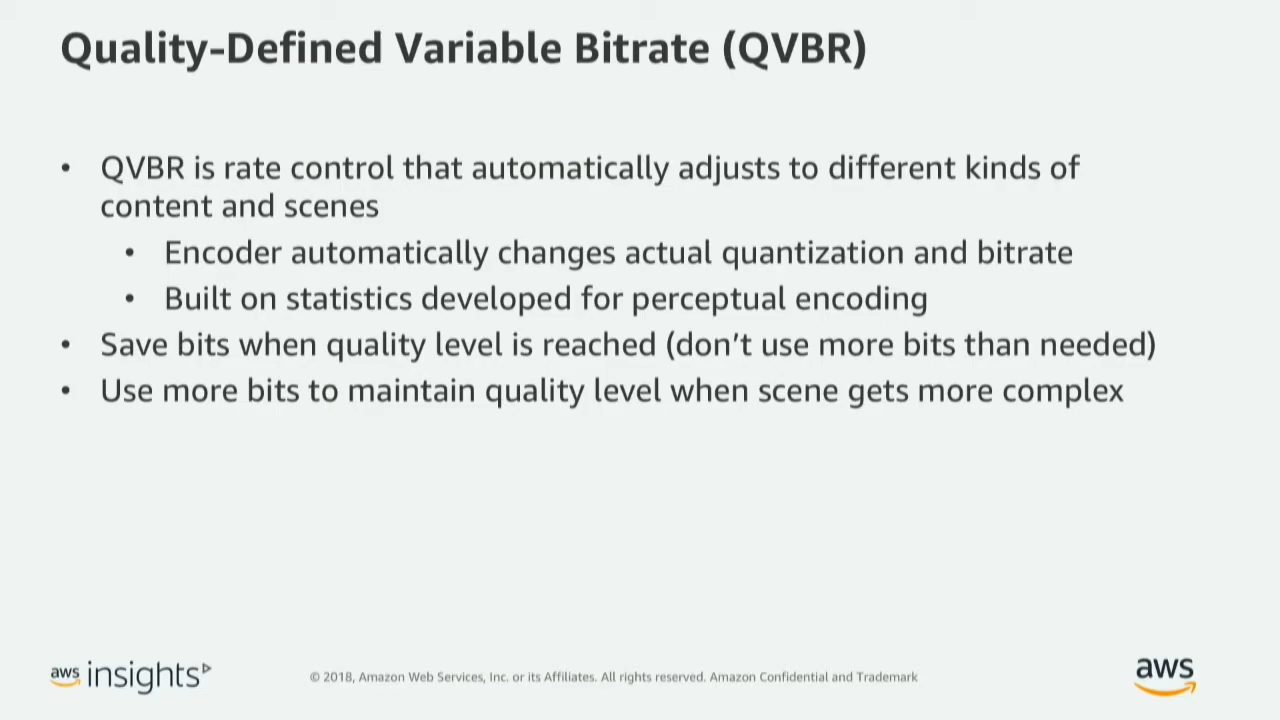 Quality-Defined Variable Bitrate (QVBR)
• QVBR is rate control that automatically adjusts to different kinds of
content and scenes
• Encoder automatically changes actual quantization and bitrate
• Built on statistics developed for perceptual encoding
• Save bits when quality level is reached (don’t use more bits than needed)
• Use more bits to maintain quality level when scene gets more complex
aws insights
© 2018, Amazon Web Services, Inc. or its Affiliates. All rights reserved. Amazon Confidential and Trademark
aws